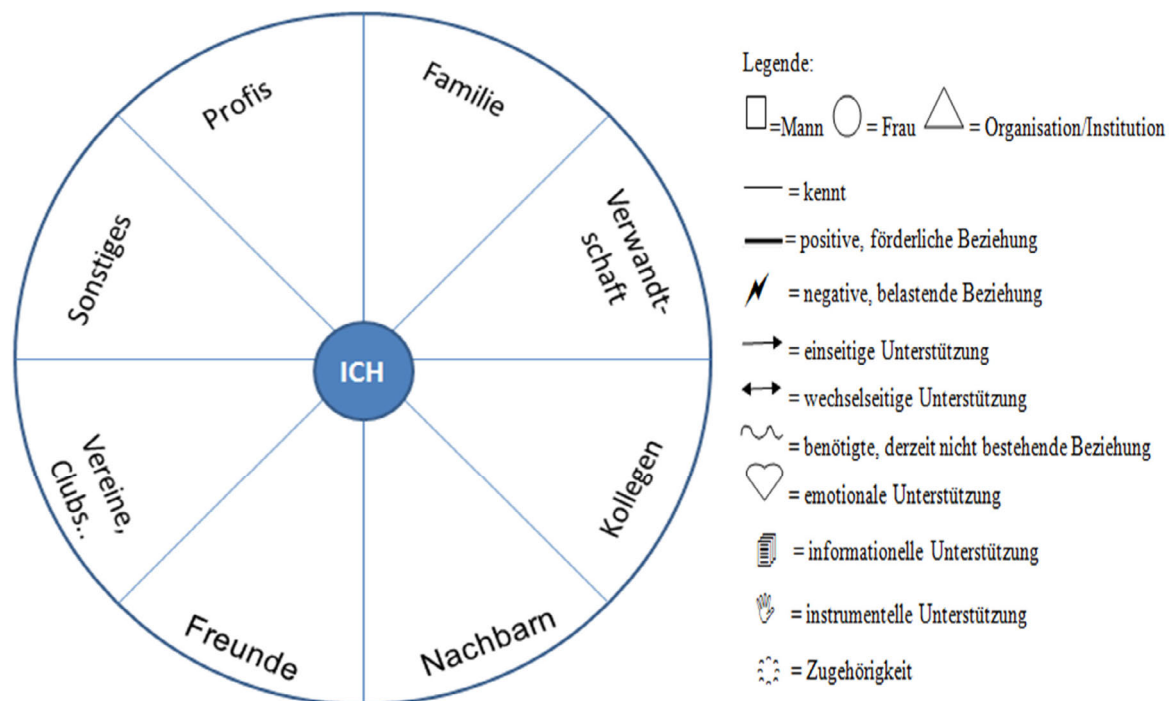 Profis
Familie
Sonstiges
Verwandt-
schaft
ICH
Vereine,
Clubs..
Kollegen
Freunde
Nachbarn
Legende:
=Mann = Frau = Organisation/Institution
= kennt
= positive, förderliche Beziehung
= negative, belastende Beziehung
= einseitige Unterstützung
= wechselseitige Unterstützung
= benötigte, derzeit nicht bestehende Beziehung
= emotionale Unterstützung
= informationelle Unterstützung
= instrumentelle Unterstützung
= Zugehörigkeit